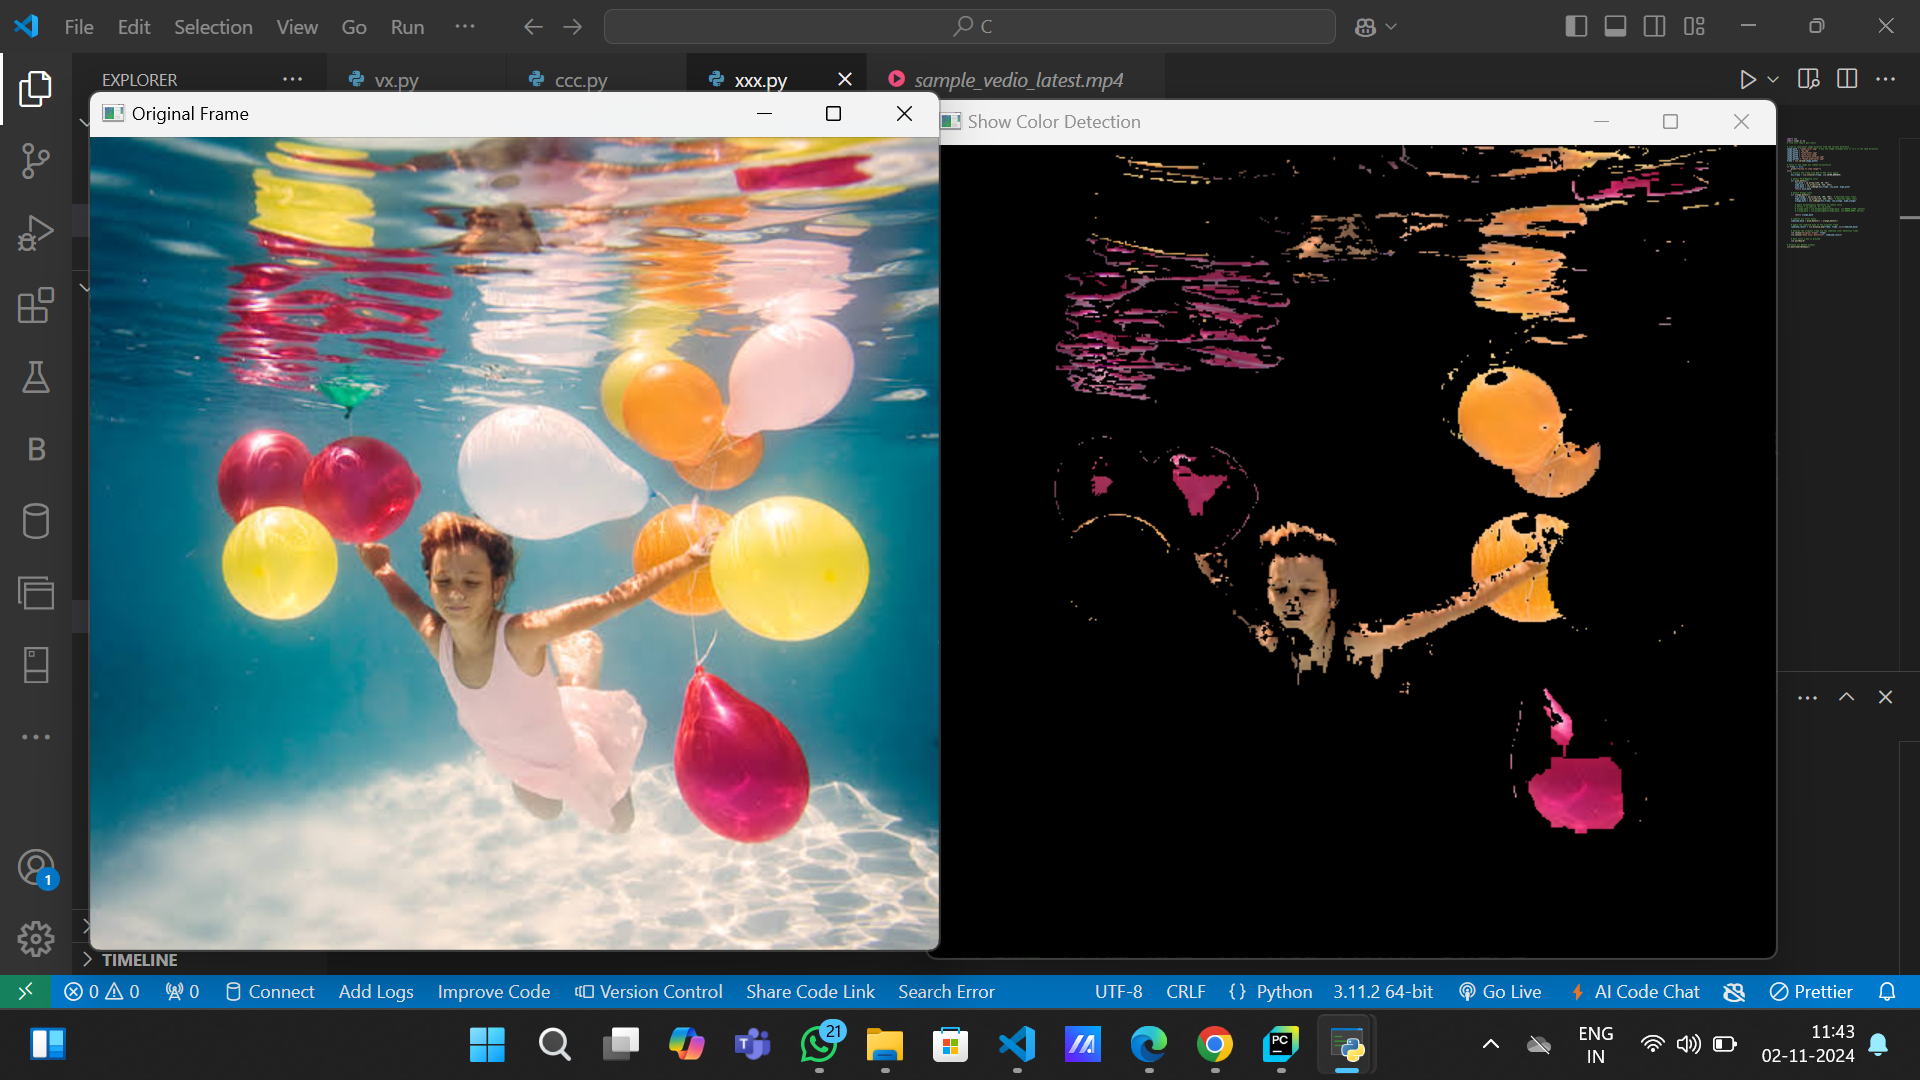 File Edit Selection View Go Run ··· C
EXPLORER ··· vx.py ccc.py xxx.py sample_vedio_latest.mp4
Original Frame
Show Color Detection
B
1
TIMELINE
0 0 0 Connect Add Logs Improve Code Version Control Share Code Link Search Error UTF-8 CRLF {} Python 3.11.2 64-bit Go Live AI Code Chat Prettier
21
PC
ENG
IN
11:43
02-11-2024